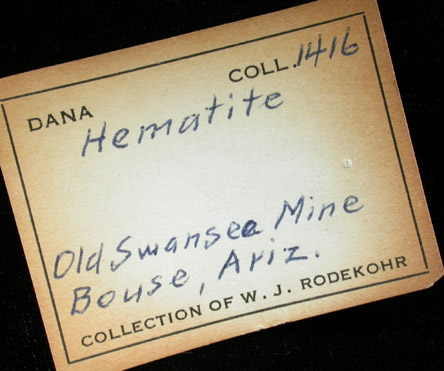 DANA COLL. 1416
Hematite
Old Swansea Mine
Bouse, Ariz.
COLLECTION OF W. J. RODEKOHR